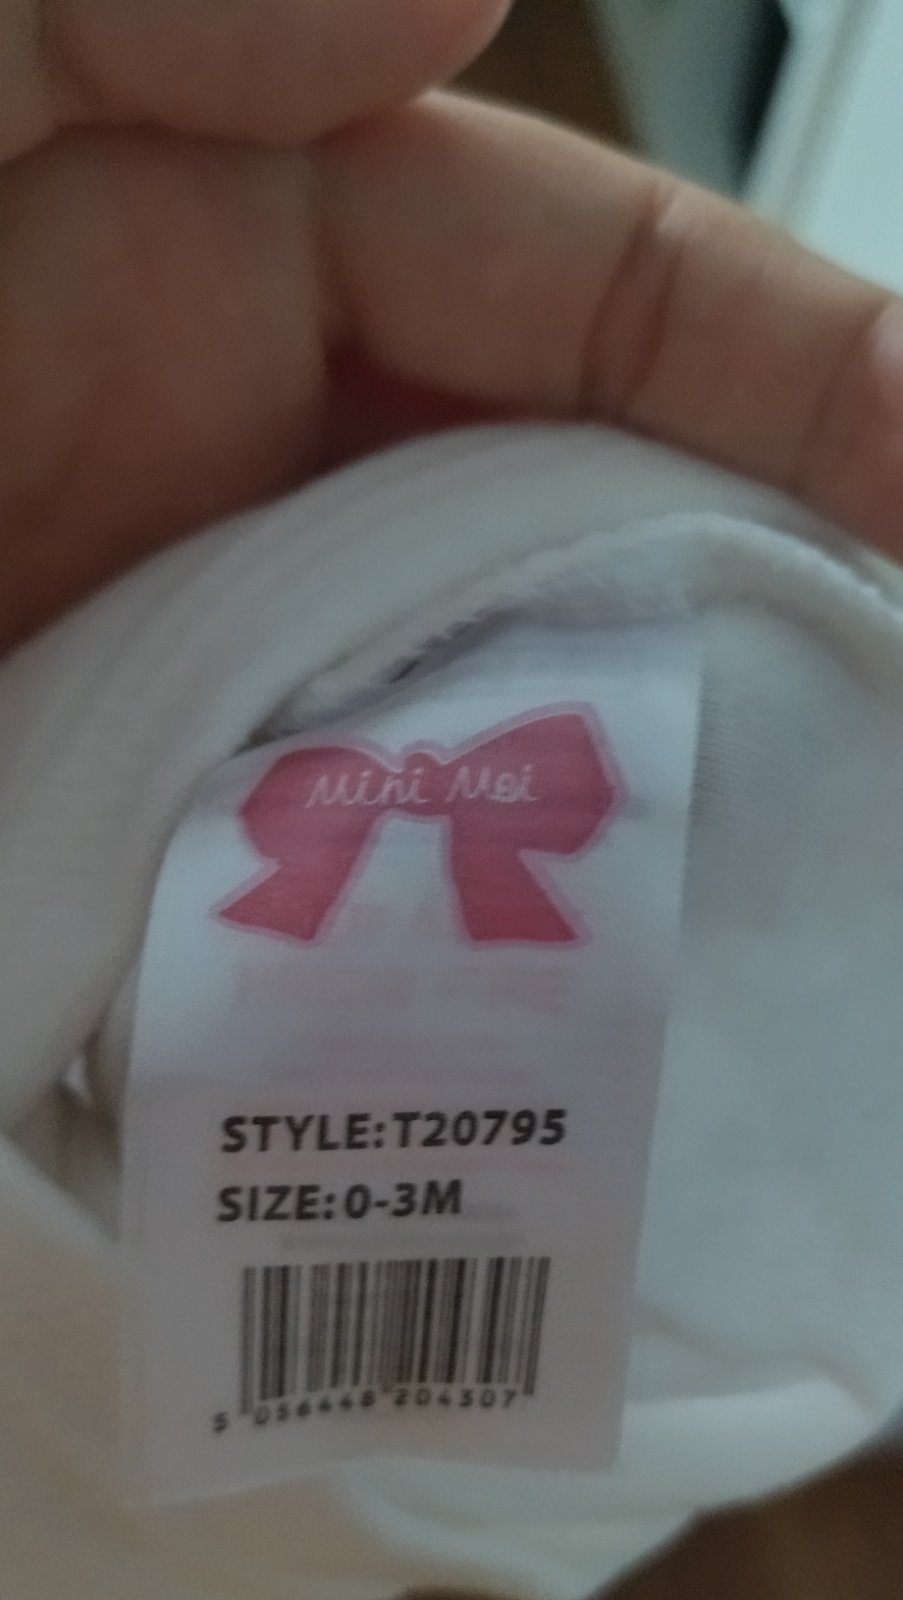 Mini Moi
STYLE: T20795
SIZE: 0-3M
5 056448 204307